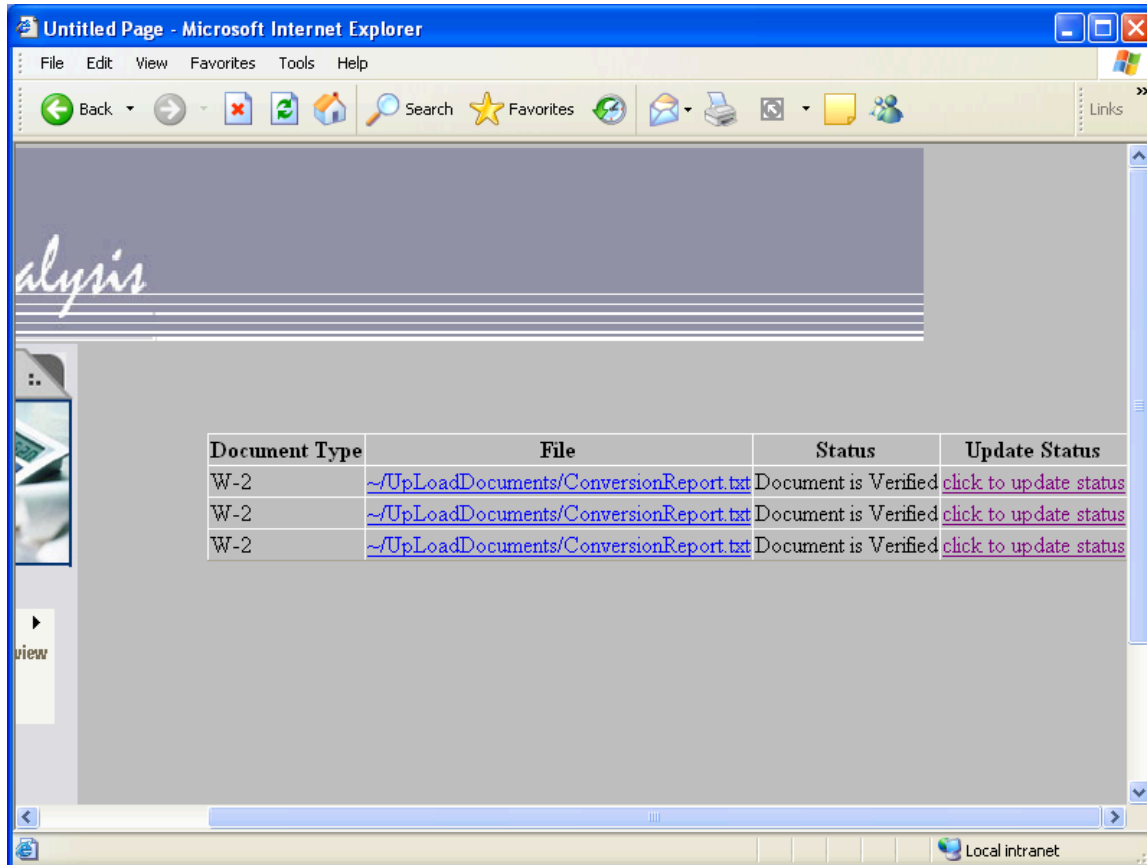 Untitled Page - Microsoft Internet Explorer
File Edit View Favorites Tools Help
Back Search Favorites Links
alysis
Document Type File Status Update Status
W-2 ~/UpLoadDocuments/ConversionReport.txt Document is Verified click to update status
W-2 ~/UpLoadDocuments/ConversionReport.txt Document is Verified click to update status
W-2 ~/UpLoadDocuments/ConversionReport.txt Document is Verified click to update status
view
Local intranet